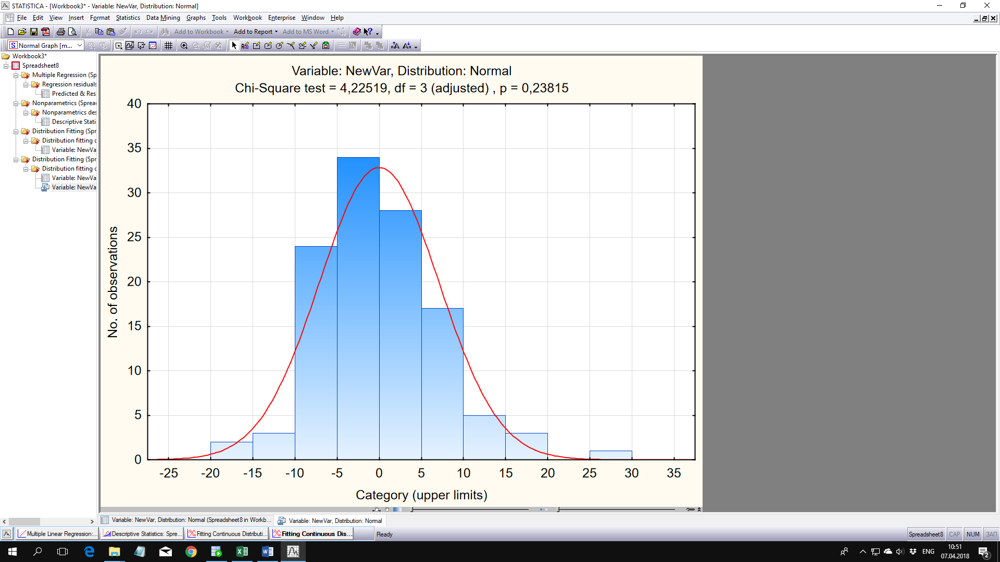 STATISTICA - [Workbook3* - Variable: NewVar, Distribution: Normal]
File Edit View Insert Format Statistics Data Mining Graphs Tools Workbook Enterprise Window Help
Add to Workbook Add to Report Add to MS Word
Normal Graph [m...
Workbook3*
Spreadsheet8
Multiple Regression (Sp
Regression residuals
Predicted & Res
Nonparametrics (Sprea
Nonparametrics des
Descriptive Stati
Distribution Fitting (Spr
Distribution fitting c
Variable: NewVa
Distribution Fitting (Spr
Distribution fitting c
Variable: NewVa
Variable: NewVa
Variable: NewVar, Distribution: Normal
Chi-Square test = 4,22519, df = 3 (adjusted) , p = 0,23815
40
35
30
25
20
15
10
5
0
No. of observations
-25 -20 -15 -10 -5 0 5 10 15 20 25 30 35
Category (upper limits)
Variable: NewVar, Distribution: Normal (Spreadsheet8 in Workb... Variable: NewVar, Distribution: Normal
Multiple Linear Regression:... Descriptive Statistics: Spre... Fitting Continuous Distributi... Fitting Continuous Dis... Ready Spreadsheet8 CAP NUM ЗАП
ENG 10:51
07.04.2018 2